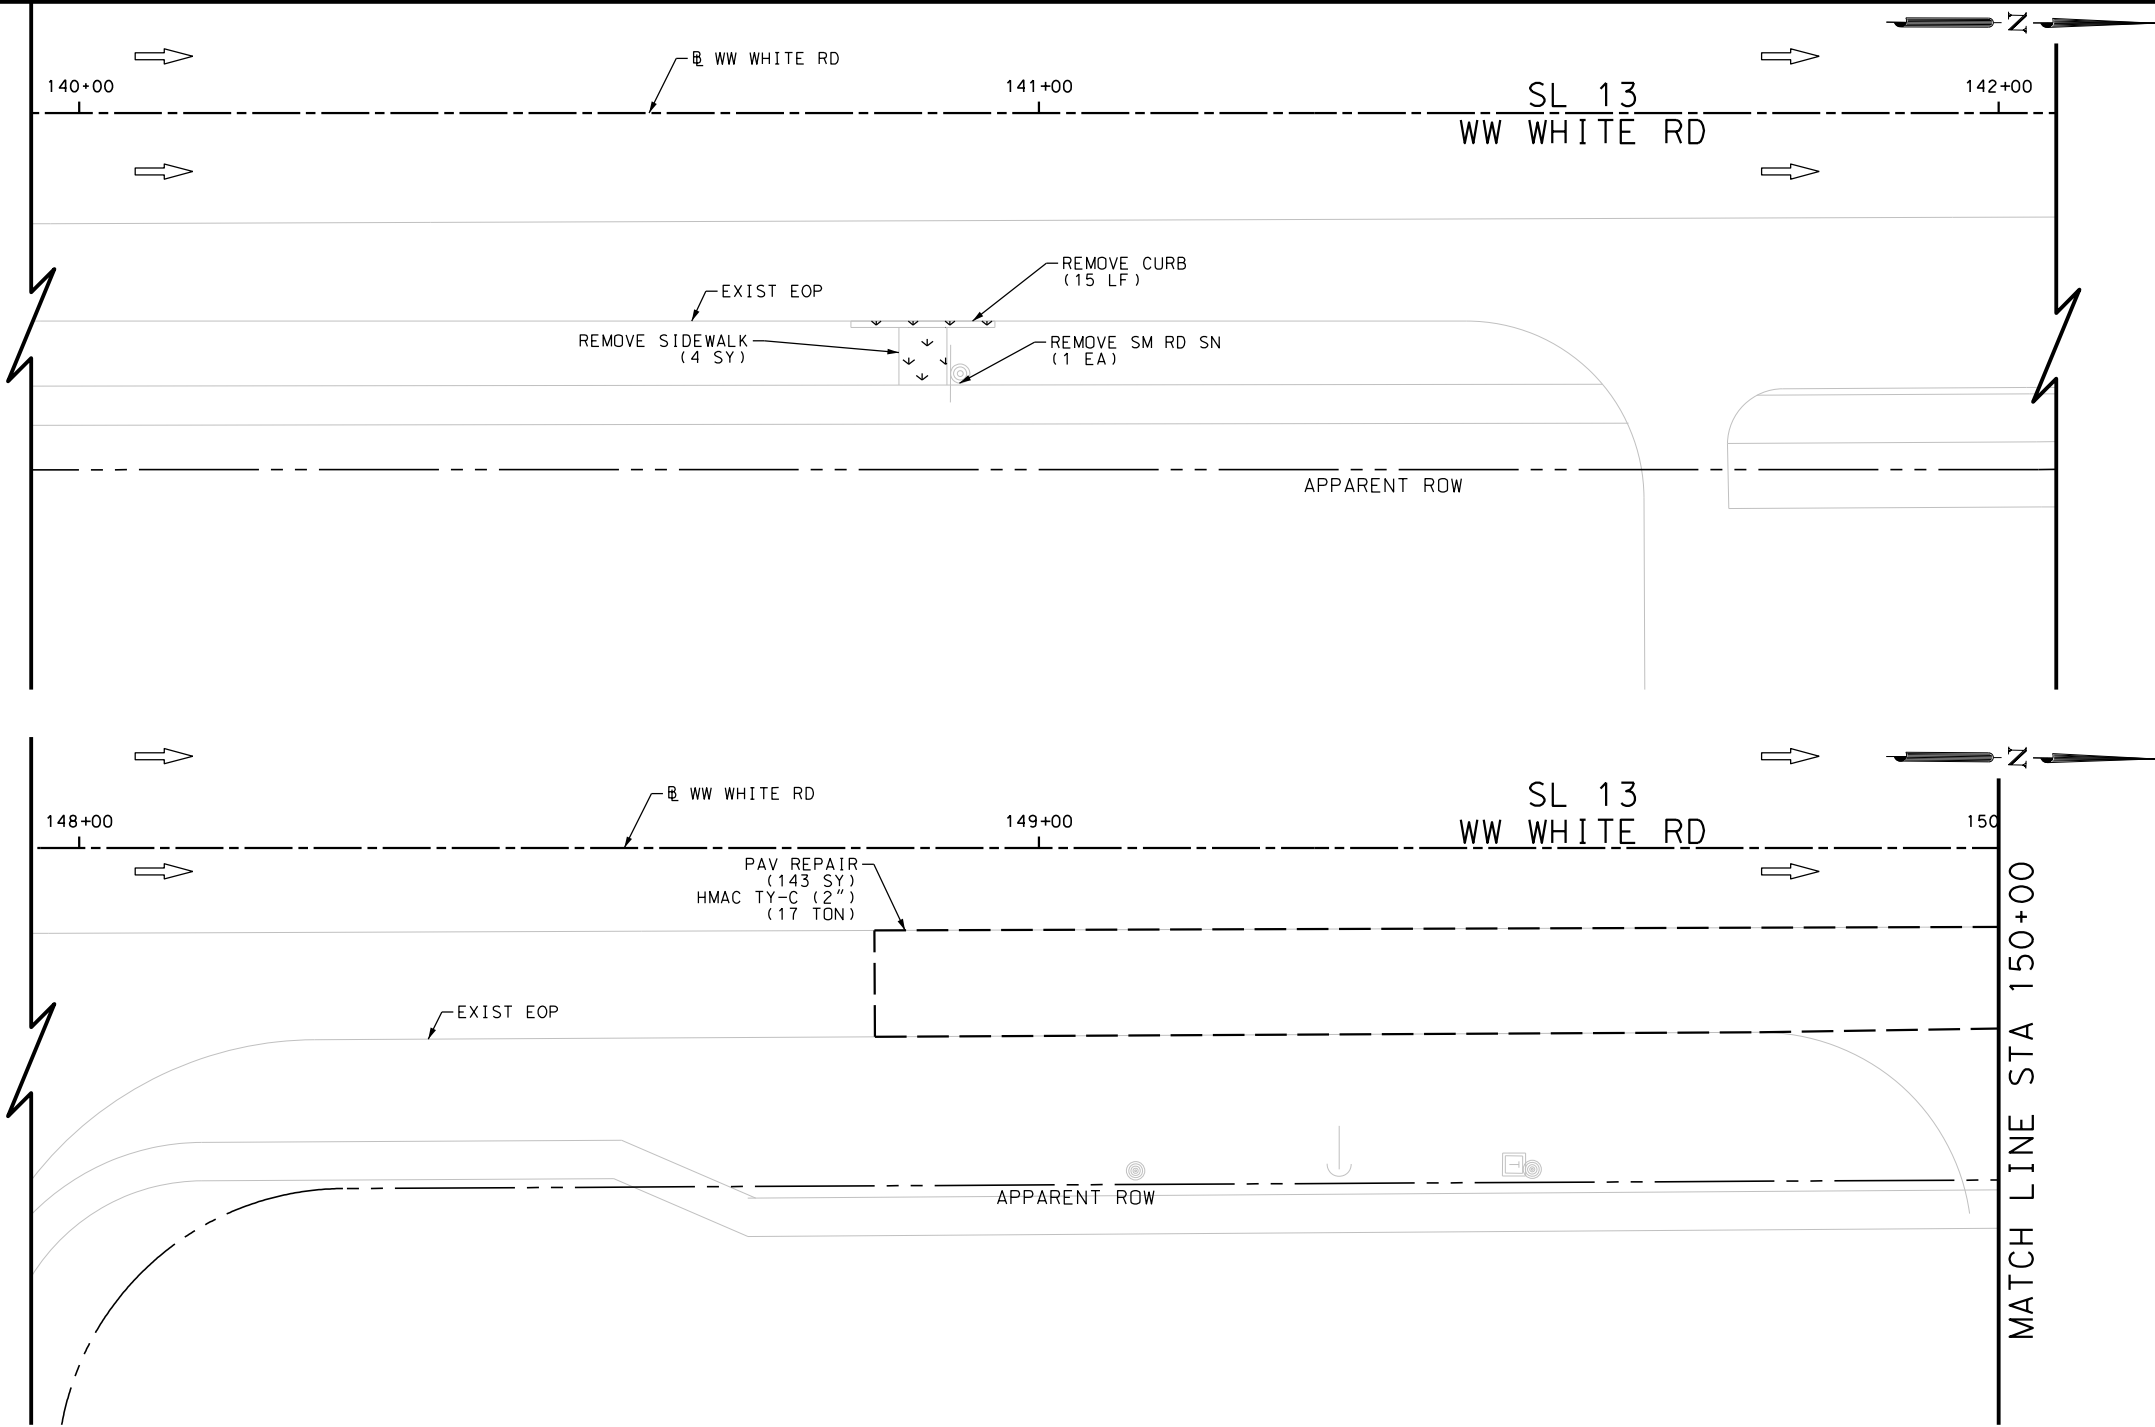 N
℄ WW WHITE RD
140+00
141+00
SL 13
142+00
WW WHITE RD
REMOVE CURB
(15 LF)
EXIST EOP
REMOVE SIDEWALK
(4 SY)
REMOVE SM RD SN
(1 EA)
APPARENT ROW
N
℄ WW WHITE RD
148+00
149+00
SL 13
150
WW WHITE RD
PAV REPAIR
(143 SY)
HMAC TY-C (2")
(17 TON)
EXIST EOP
T
APPARENT ROW
MATCH LINE STA 150+00